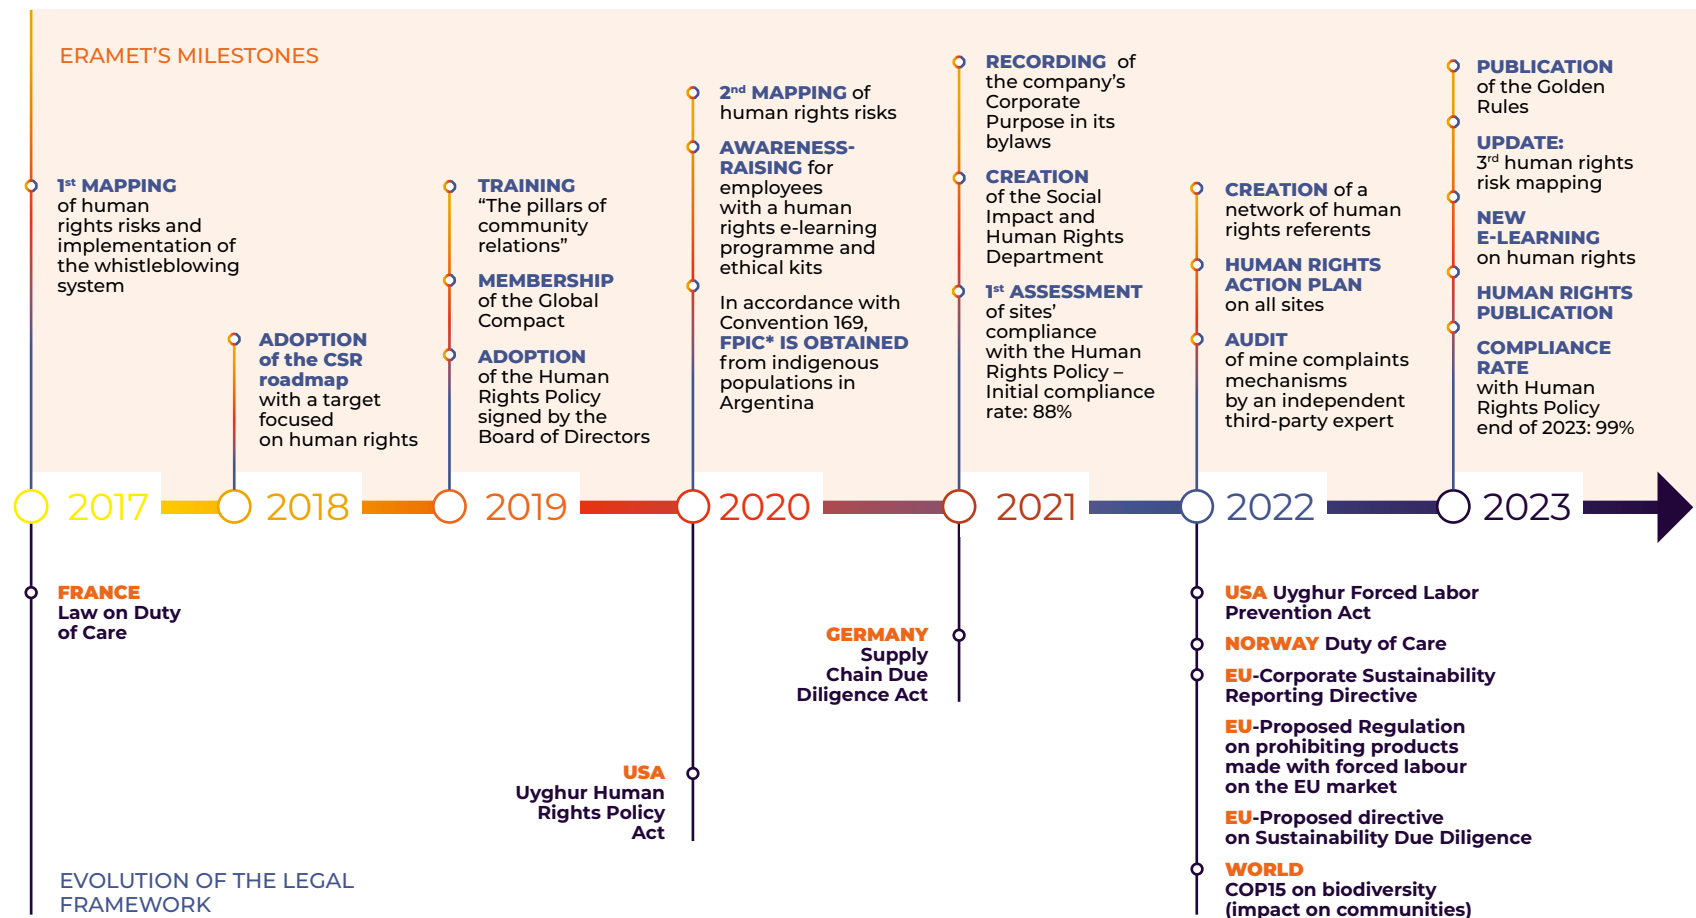 ERAMET'S MILESTONES
1st MAPPING
of human
rights risks and
implementation of
the whistleblowing
system
ADOPTION
of the CSR
roadmap
with a target
focused
on human rights
TRAINING
“The pillars of
community
relations”
MEMBERSHIP
of the Global
Compact
ADOPTION
of the Human
Rights Policy
signed by the
Board of Directors
2nd MAPPING of
human rights risks
AWARENESS-
RAISING for
employees
with a human
rights e-learning
programme and
ethical kits
In accordance with
Convention 169,
FPIC* IS OBTAINED
from indigenous
populations in
Argentina
RECORDING of
the company's
Corporate
Purpose in its
bylaws
CREATION
of the Social
Impact and
Human Rights
Department
1st ASSESSMENT
of sites'
compliance
with the Human
Rights Policy –
Initial compliance
rate: 88%
CREATION of a
network of human
rights referents
HUMAN RIGHTS
ACTION PLAN
on all sites
AUDIT
of mine complaints
mechanisms
by an independent
third-party expert
PUBLICATION
of the Golden
Rules
UPDATE:
3rd human rights
risk mapping
NEW
E-LEARNING
on human rights
HUMAN RIGHTS
PUBLICATION
COMPLIANCE
RATE
with Human
Rights Policy
end of 2023: 99%
2017
2018
2019
2020
2021
2022
2023
FRANCE
Law on Duty
of Care
USA
Uyghur Human
Rights Policy
Act
GERMANY
Supply
Chain Due
Diligence Act
USA Uyghur Forced Labor
Prevention Act
NORWAY Duty of Care
EU-Corporate Sustainability
Reporting Directive
EU-Proposed Regulation
on prohibiting products
made with forced labour
on the EU market
EU-Proposed directive
on Sustainability Due Diligence
WORLD
COP15 on biodiversity
(impact on communities)
EVOLUTION OF THE LEGAL
FRAMEWORK